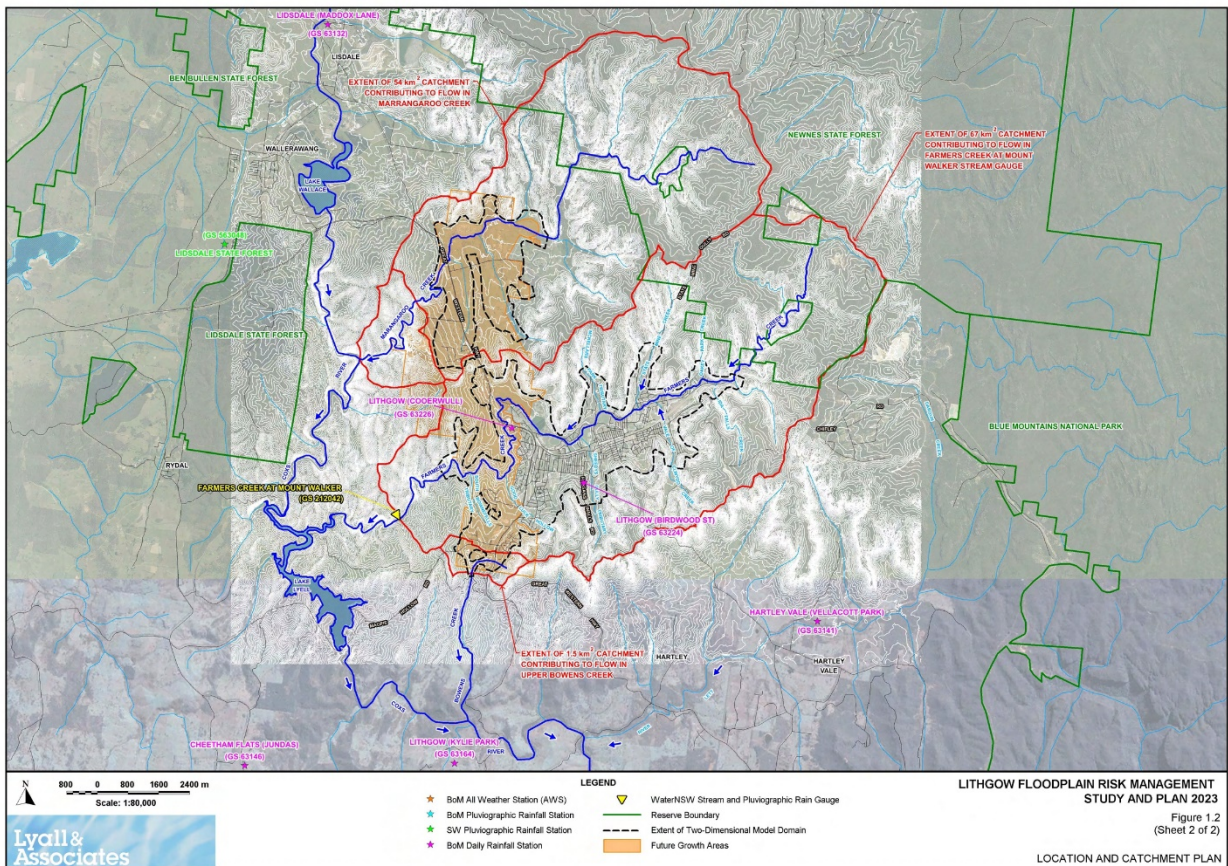 LIDSDALE (MADDOX LANE)
(GS 63132)
LISDALE
BEN BULLEN STATE FOREST
EXTENT OF 54 km² CATCHMENT
CONTRIBUTING TO FLOW IN
MARRANGAROO CREEK
NEWNES STATE FOREST
EXTENT OF 67 km² CATCHMENT
CONTRIBUTING TO FLOW IN
FARMERS CREEK AT MOUNT
WALKER STREAM GAUGE
WALLERAWANG
LAKE
WALLACE
(GS 563048)
LIDSDALE STATE FOREST
LIDSDALE STATE FOREST
MARANGAROO
CREEK
RIVER
COXS
LITHGOW (COOERWULL)
(GS 63226)
FARMERS
CREEK
CREEK
FARMERS
BLUE MOUNTAINS NATIONAL PARK
RYDAL
FARMERS CREEK AT MOUNT WALKER
(GS 212042)
LITHGOW (BIRDWOOD ST)
(GS 63224)
LAKE
LYELL
GREAT
WESTERN
HWY
CREEK
BOWENS
HARTLEY VALE (VELLACOTT PARK)
(GS 63141)
HARTLEY
HARTLEY
VALE
EXTENT OF 1.5 km² CATCHMENT
CONTRIBUTING TO FLOW IN
UPPER BOWENS CREEK
COXS
RIVER
CHEETHAM FLATS (JUNDAS)
(GS 63146)
LITHGOW (KYLIE PARK)
(GS 63164)
N
800 0 800 1600 2400 m
Scale: 1:80,000
Lyall &
Associates
LEGEND
BoM All Weather Station (AWS)
BoM Pluviographic Rainfall Station
SW Pluviographic Rainfall Station
BoM Daily Rainfall Station
WaterNSW Stream and Pluviographic Rain Gauge
Reserve Boundary
Extent of Two-Dimensional Model Domain
Future Growth Areas
LITHGOW FLOODPLAIN RISK MANAGEMENT
STUDY AND PLAN 2023
Figure 1.2
(Sheet 2 of 2)
LOCATION AND CATCHMENT PLAN